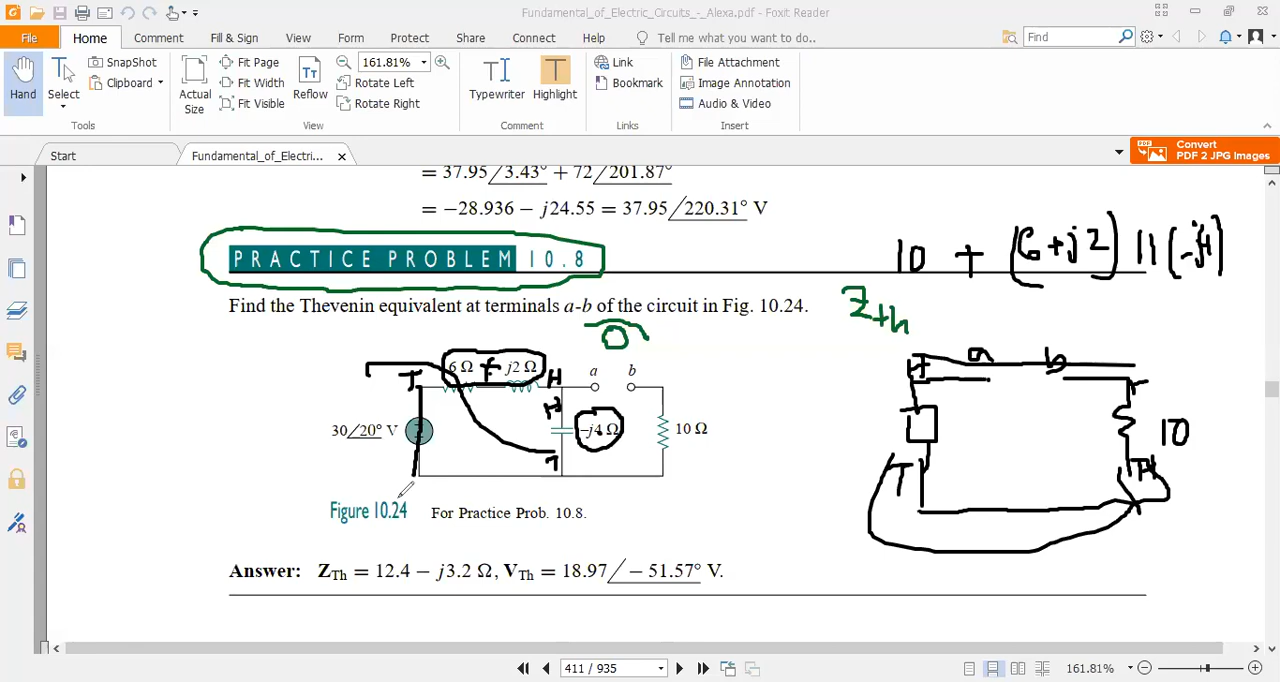 Fundamental_of_Electric_Circuits_-_Alexa.pdf - Foxit Reader
File Home Comment Fill & Sign View Form Protect Share Connect Help Tell me what you want to do.. Find
Hand
Select
SnapShot
Clipboard
Actual Size
Fit Page
Fit Width
Fit Visible
Reflow
161.81%
Rotate Left
Rotate Right
Typewriter
Highlight
Link
Bookmark
File Attachment
Image Annotation
Audio & Video
Tools View Comment Links Insert
Start Fundamental_of_Electri...
Convert
PDF 2 JPG Images
= 37.95/3.43° + 72/201.87°
= −28.936 − j24.55 = 37.95/220.31° V
PRACTICE PROBLEM 10.8
10 + (6+j2) || (-j4)
Find the Thevenin equivalent at terminals a-b of the circuit in Fig. 10.24.
Zth
0
6 Ω + j2 Ω
a b
30/20° V
−j4 Ω
10 Ω
a b
10
Figure 10.24 For Practice Prob. 10.8.
Answer: ZTh = 12.4 − j3.2 Ω, VTh = 18.97/−51.57° V.
411 / 935
161.81%